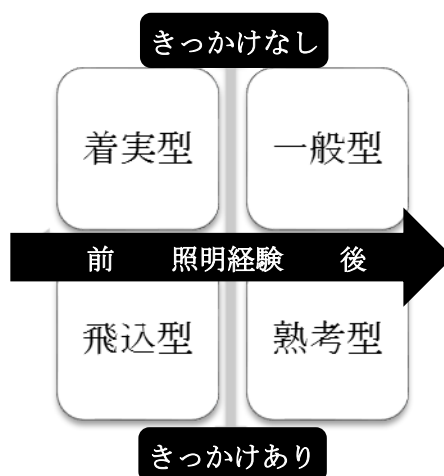 きっかけなし
着実型
一般型
前 照明経験 後
飛込型
熟考型
きっかけあり